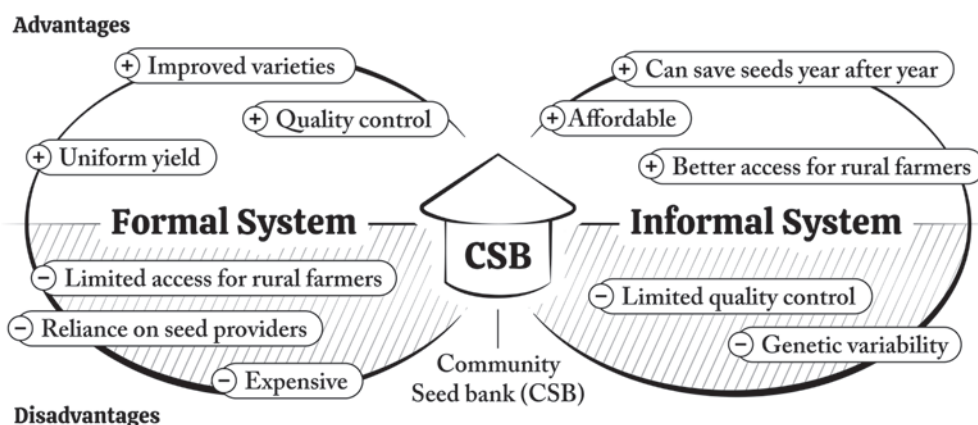 Advantages
+ Improved varieties
+ Quality control
+ Uniform yield
+ Can save seeds year after year
+ Affordable
+ Better access for rural farmers
Formal System
CSB
Informal System
− Limited access for rural farmers
− Reliance on seed providers
− Expensive
− Limited quality control
− Genetic variability
Community
Seed bank (CSB)
Disadvantages